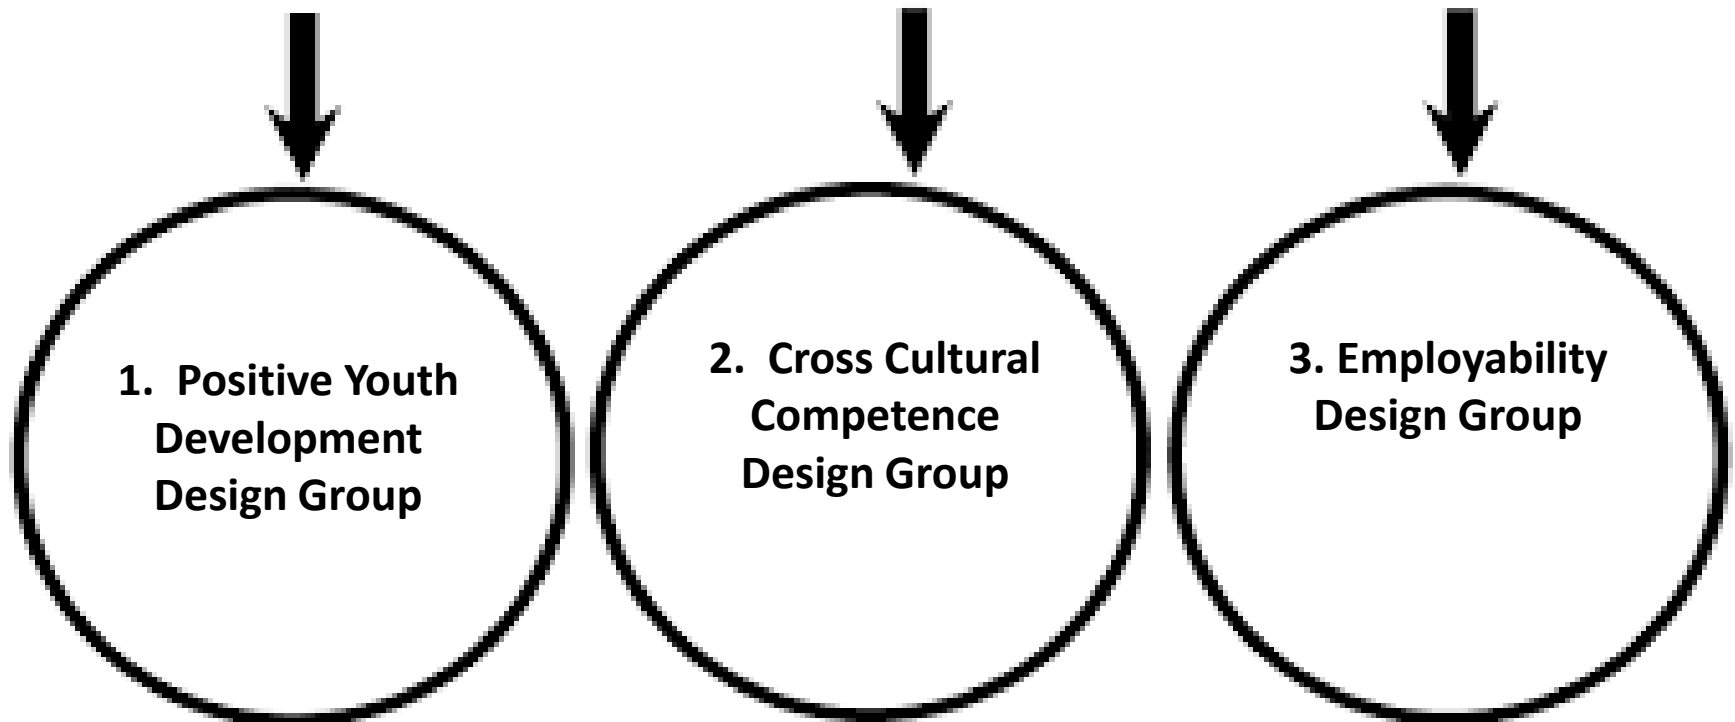 1.  Positive Youth
Development
Design Group
2.  Cross Cultural
Competence
Design Group
3. Employability
Design Group